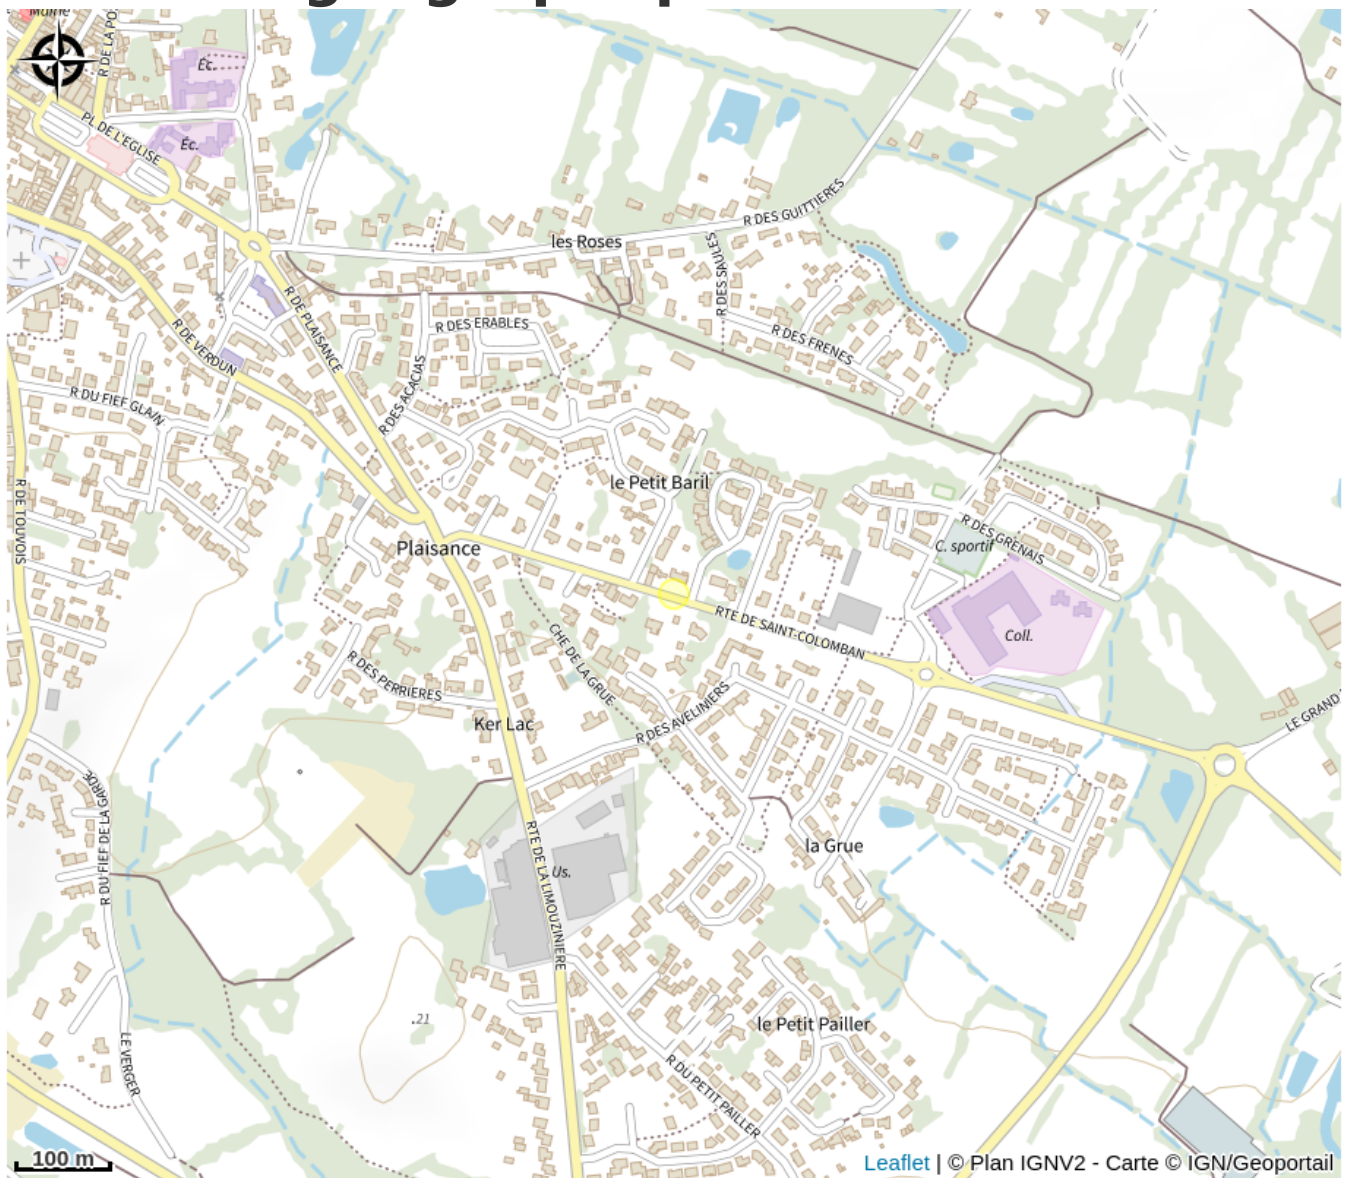 Mairie
R DE LA PO
Éc.
PL DE L'EGLISE
Éc.
R DES GUITTIERES
les Roses
R DES SAULES
R DE PLAISANCE
R DES ERABLES
R DES FRENES
R DE VERDUN
R DES ACACIAS
R DU FIEF GLAIN
le Petit Baril
R DE TOUVOIS
R DES GRENAIS
C. sportif
Plaisance
RTE DE SAINT-COLOMBAN
Coll.
CHE DE LA GRUE
R DES PERRIERES
R DES AVELINIERS
Ker Lac
LE GRAND
R DU FIEF DE LA GARDE
RTE DE LA LIMOUZINIERE
Us.
la Grue
.21
le Petit Pailler
LE VERGER
R DU PETIT PAILLER
100 m
Leaflet | © Plan IGNV2 - Carte © IGN/Geoportail